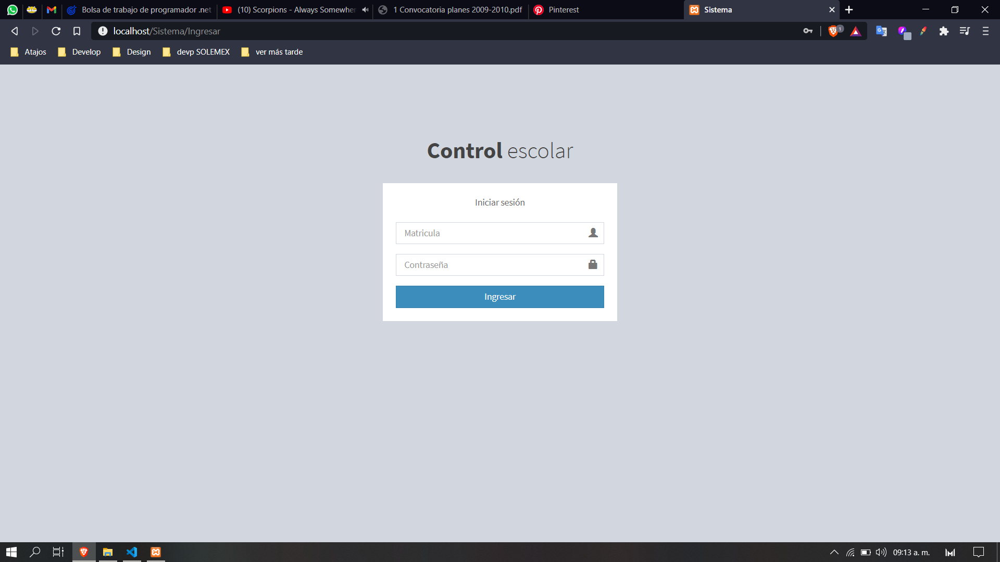 Bolsa de trabajo de programador .net
(10) Scorpions - Always Somewher
1 Convocatoria planes 2009-2010.pdf
Pinterest
Sistema
localhost/Sistema/Ingresar
1
Atajos
Develop
Design
devp SOLEMEX
ver más tarde
Control escolar
Iniciar sesión
Matricula
Contraseña
Ingresar
09:13 a. m.